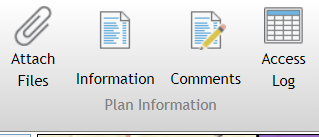 Attach Files
Information
Comments
Access Log
Plan Information